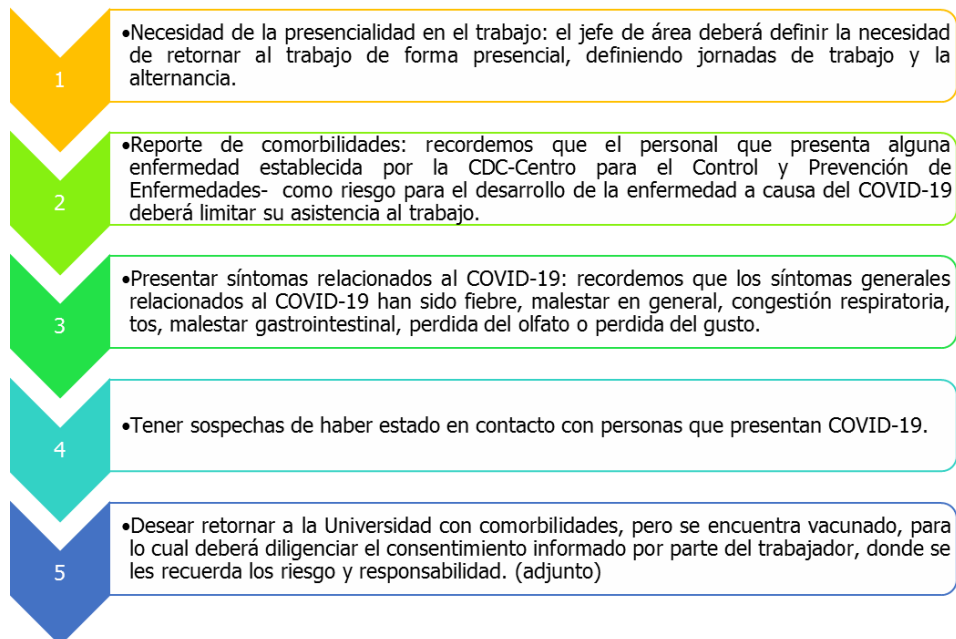 1
•Necesidad de la presencialidad en el trabajo: el jefe de área deberá definir la necesidad
de retornar al trabajo de forma presencial, definiendo jornadas de trabajo y la
alternancia.
2
•Reporte de comorbilidades: recordemos que el personal que presenta alguna
enfermedad establecida por la CDC-Centro para el Control y Prevención de
Enfermedades- como riesgo para el desarrollo de la enfermedad a causa del COVID-19
deberá limitar su asistencia al trabajo.
3
•Presentar síntomas relacionados al COVID-19: recordemos que los síntomas generales
relacionados al COVID-19 han sido fiebre, malestar en general, congestión respiratoria,
tos, malestar gastrointestinal, perdida del olfato o perdida del gusto.
4
•Tener sospechas de haber estado en contacto con personas que presentan COVID-19.
5
•Desear retornar a la Universidad con comorbilidades, pero se encuentra vacunado, para
lo cual deberá diligenciar el consentimiento informado por parte del trabajador, donde se
les recuerda los riesgo y responsabilidad. (adjunto)